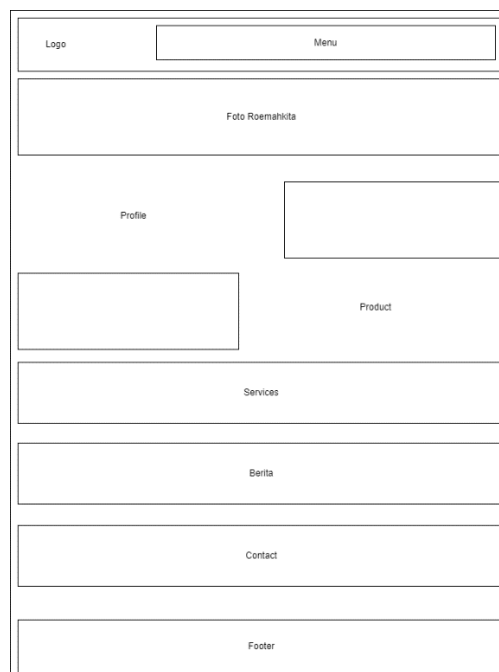 Logo
Menu
Foto Roemahkita
Profile
Product
Services
Berita
Contact
Footer